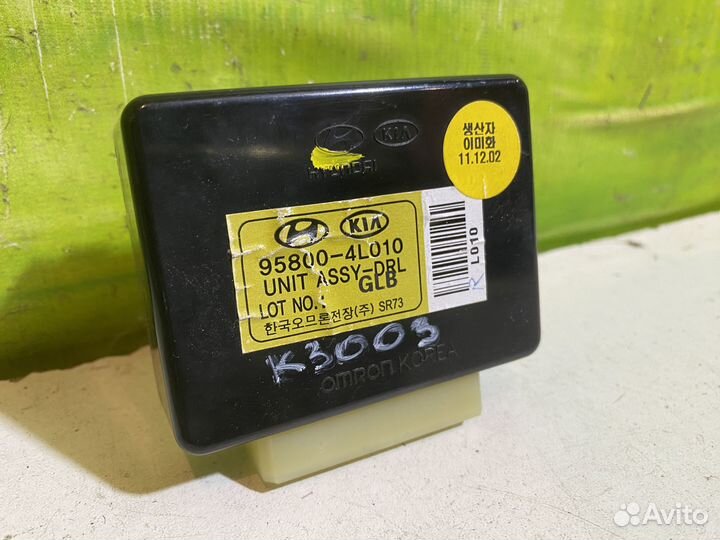 KIA
HYUNDAI
생산자
이미화
11.12.02
KIA
95800-4L010
UNIT ASSY-DRL
GLB
LOT NO.:
한국오므론전장(주) SR73
R L010
K3003
OMRON KOREA
Avito